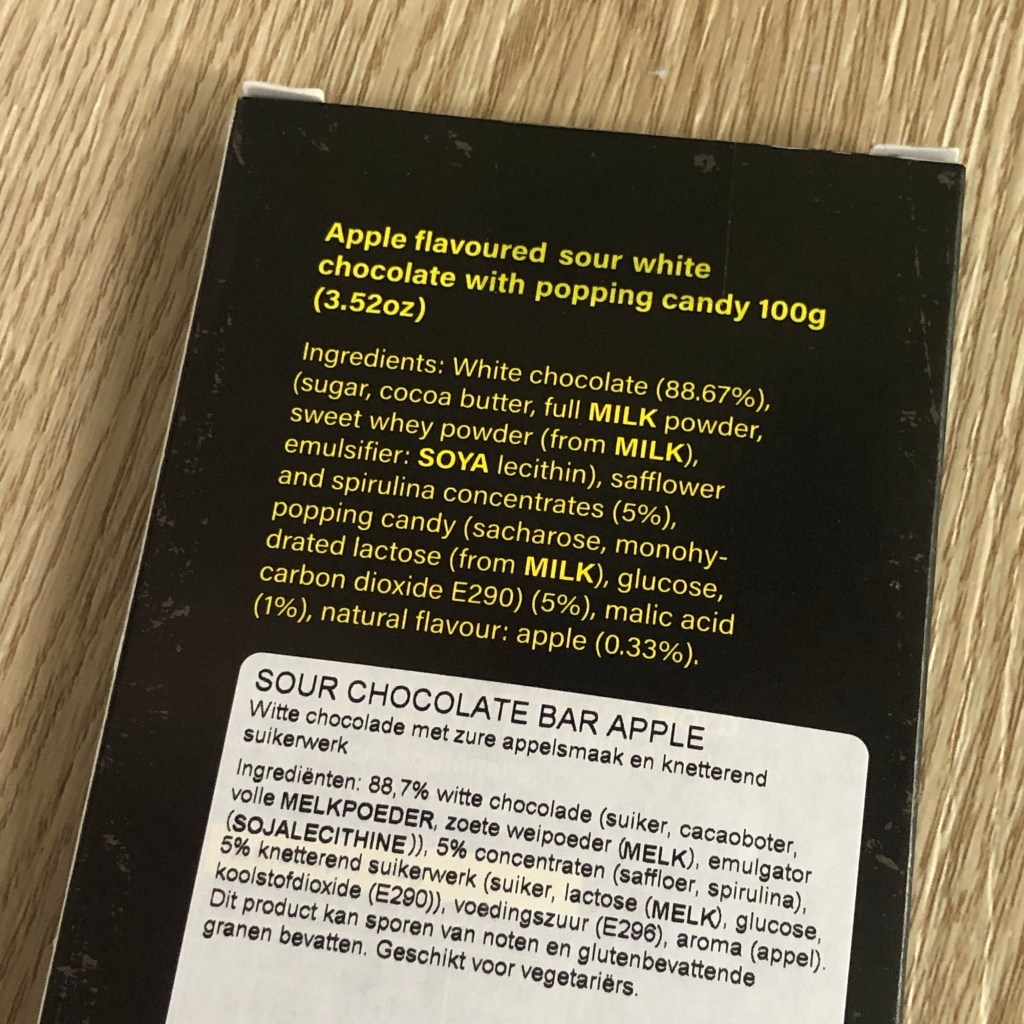 Apple flavoured sour white
chocolate with popping candy 100g
(3.52oz)
Ingredients: White chocolate (88.67%),
(sugar, cocoa butter, full MILK powder,
sweet whey powder (from MILK),
emulsifier: SOYA lecithin), safflower
and spirulina concentrates (5%),
popping candy (sacharose, monohy-
drated lactose (from MILK), glucose,
carbon dioxide E290) (5%), malic acid
(1%), natural flavour: apple (0.33%).
SOUR CHOCOLATE BAR APPLE
Witte chocolade met zure appelsmaak en knetterend
suikerwerk
Ingrediënten: 88,7% witte chocolade (suiker, cacaoboter,
volle MELKPOEDER, zoete weipoeder (MELK), emulgator
(SOJALECITHINE)), 5% concentraten (saffloer, spirulina),
5% knetterend suikerwerk (suiker, lactose (MELK), glucose,
koolstofdioxide (E290)), voedingszuur (E296), aroma (appel).
Dit product kan sporen van noten en glutenbevattende
granen bevatten. Geschikt voor vegetariërs.